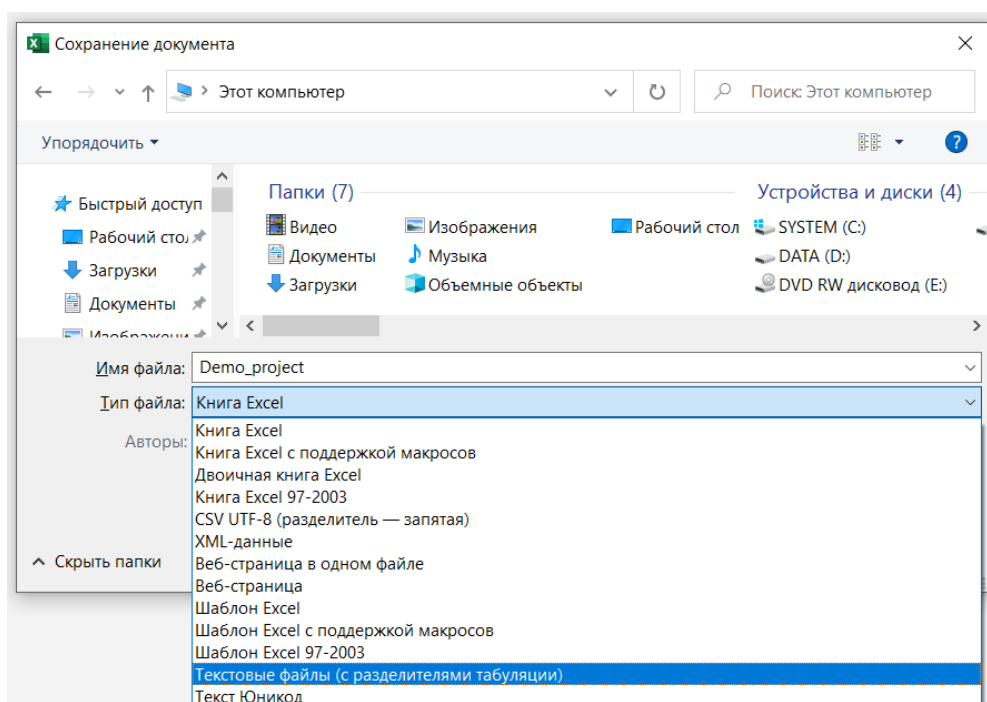 Сохранение документа
Этот компьютер
Поиск: Этот компьютер
Упорядочить
?
Быстрый доступ
Рабочий сто
Загрузки
Документы
Изображени
Папки (7)
Видео
Изображения
Рабочий стол
Документы
Музыка
Загрузки
Объемные объекты
Устройства и диски (4)
SYSTEM (C:)
DATA (D:)
DVD RW дисковод (E:)
Имя файла: Demo_project
Тип файла: Книга Excel
Авторы:
Книга Excel
Книга Excel с поддержкой макросов
Двоичная книга Excel
Книга Excel 97-2003
CSV UTF-8 (разделитель — запятая)
XML-данные
Веб-страница в одном файле
Веб-страница
Шаблон Excel
Шаблон Excel с поддержкой макросов
Шаблон Excel 97-2003
Текстовые файлы (с разделителями табуляции)
Текст Юникод
Скрыть папки